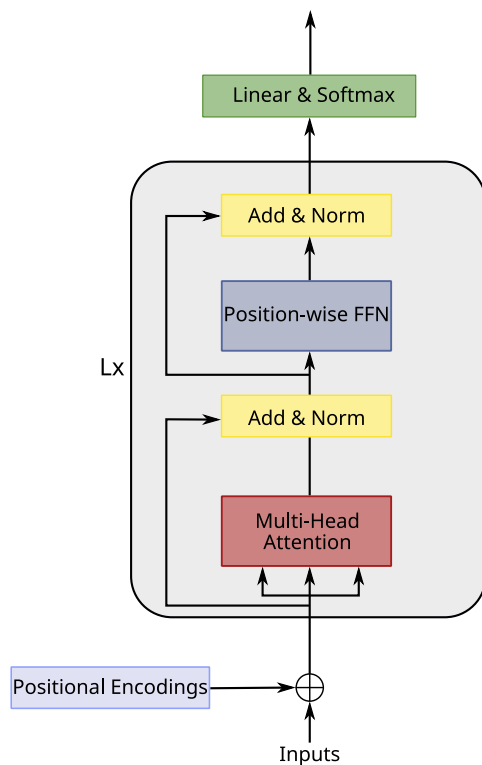 Linear & Softmax
Add & Norm
Position-wise FFN
Lx
Add & Norm
Multi-Head
Attention
Positional Encodings
Inputs